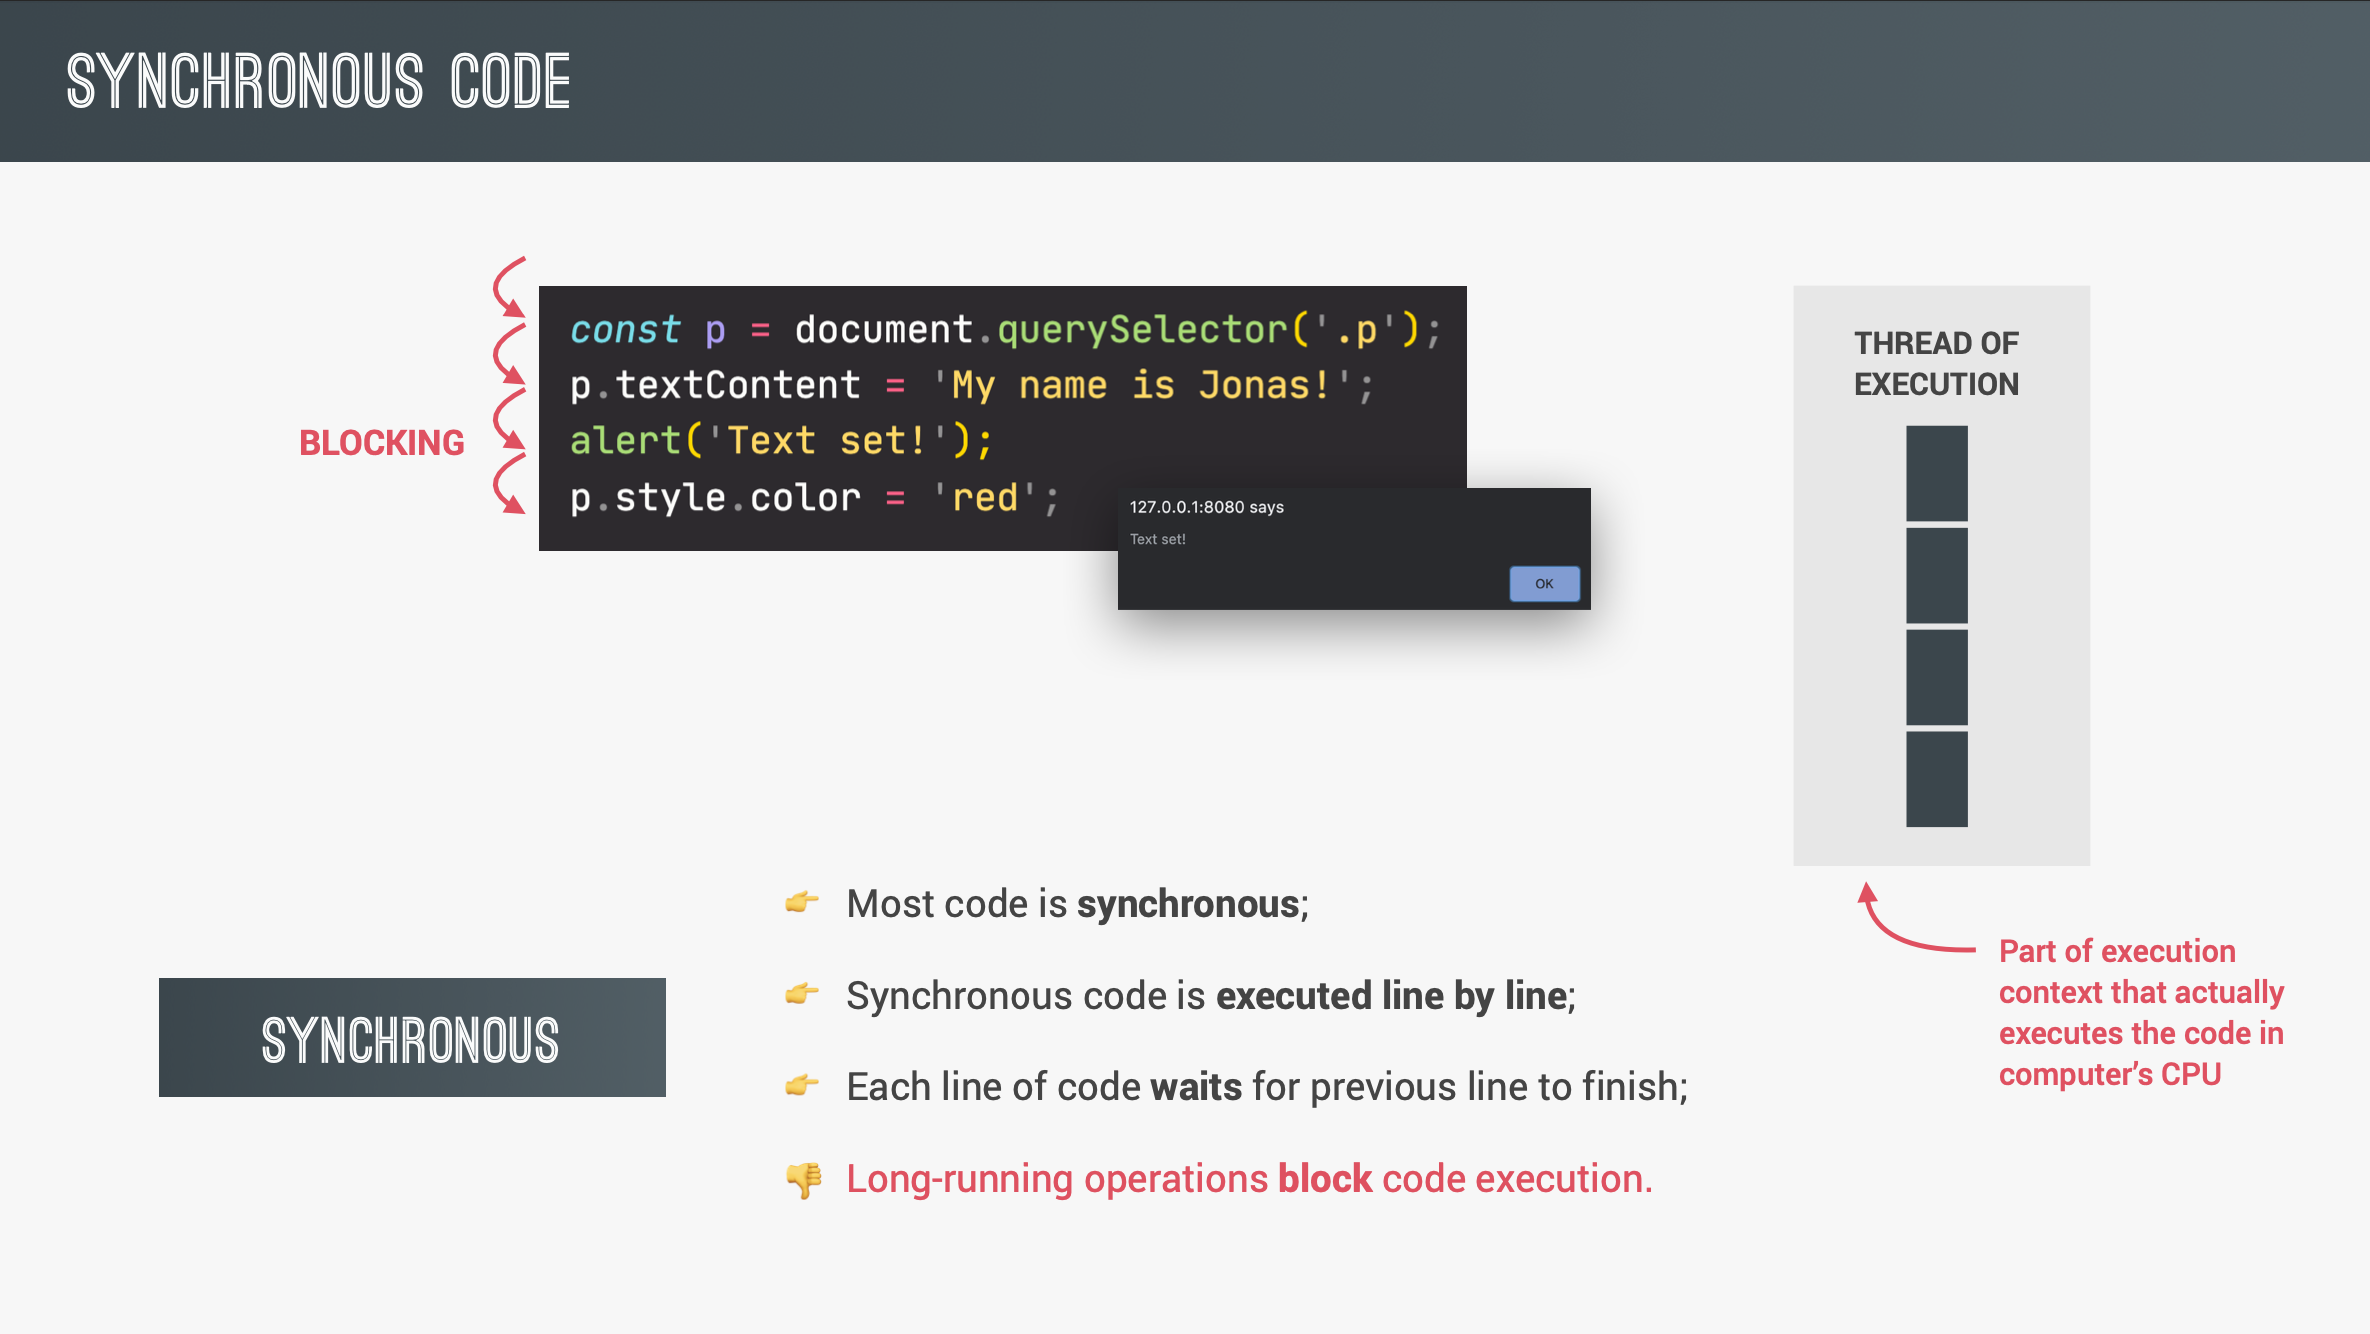 SYNCHRONOUS CODE
BLOCKING
const p = document.querySelector('.p');
p.textContent = 'My name is Jonas!';
alert('Text set!');
p.style.color = 'red';
127.0.0.1:8080 says
Text set!
OK
THREAD OF
EXECUTION
Part of execution
context that actually
executes the code in
computer’s CPU
SYNCHRONOUS
👉 Most code is synchronous;
👉 Synchronous code is executed line by line;
👉 Each line of code waits for previous line to finish;
👎 Long-running operations block code execution.